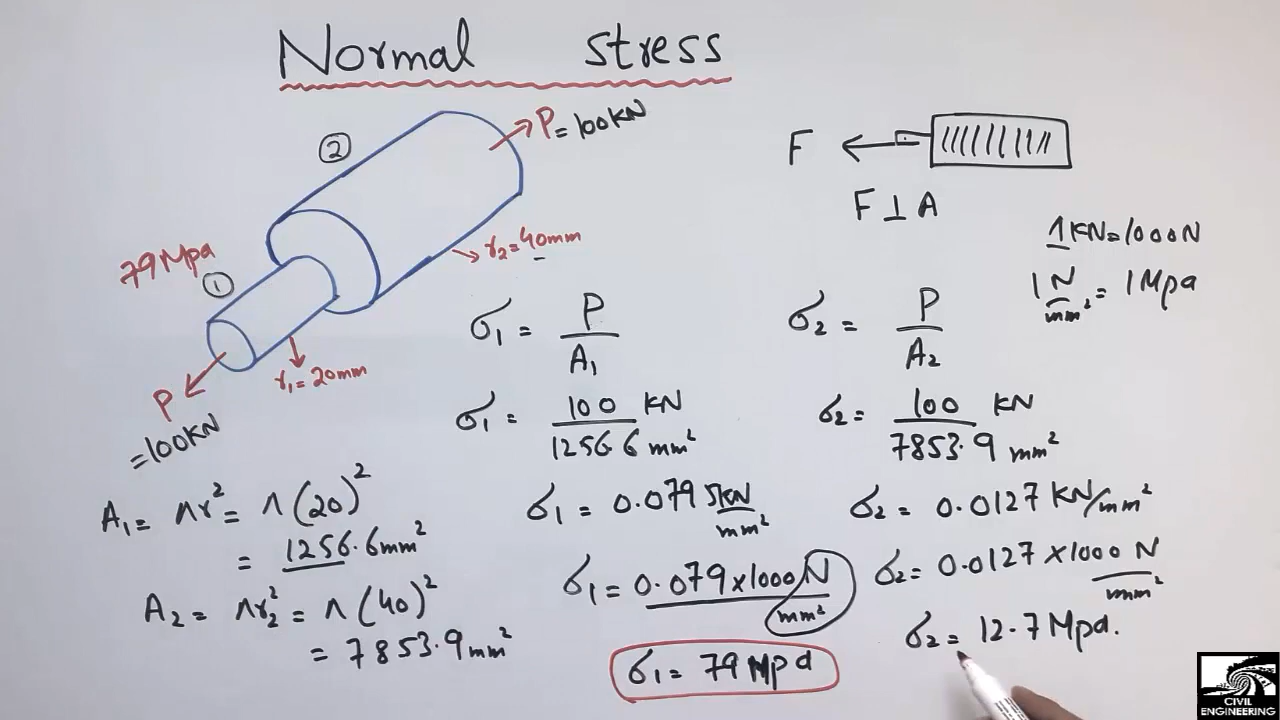 Normal stress
② P = 100KN
F
F ⊥ A
79 Mpa
①
r₂ = 40mm
1KN = 1000N
1 N/mm² = 1 Mpa
r₁ = 20mm
P = 100KN
σ₁ = P/A₁
σ₂ = P/A₂
σ₁ = 100 KN / 1256.6 mm²
σ₂ = 100 KN / 7853.9 mm²
A₁ = πr² = π(20)²
= 1256.6mm²
A₂ = πr₂² = π(40)²
= 7853.9mm²
σ₁ = 0.0795 KN/mm²
σ₁ = 0.079 × 1000 N/mm²
σ₁ = 79 Mpa
σ₂ = 0.0127 KN/mm²
σ₂ = 0.0127 × 1000 N/mm²
σ₂ = 12.7 Mpa.
CIVIL
ENGINEERING